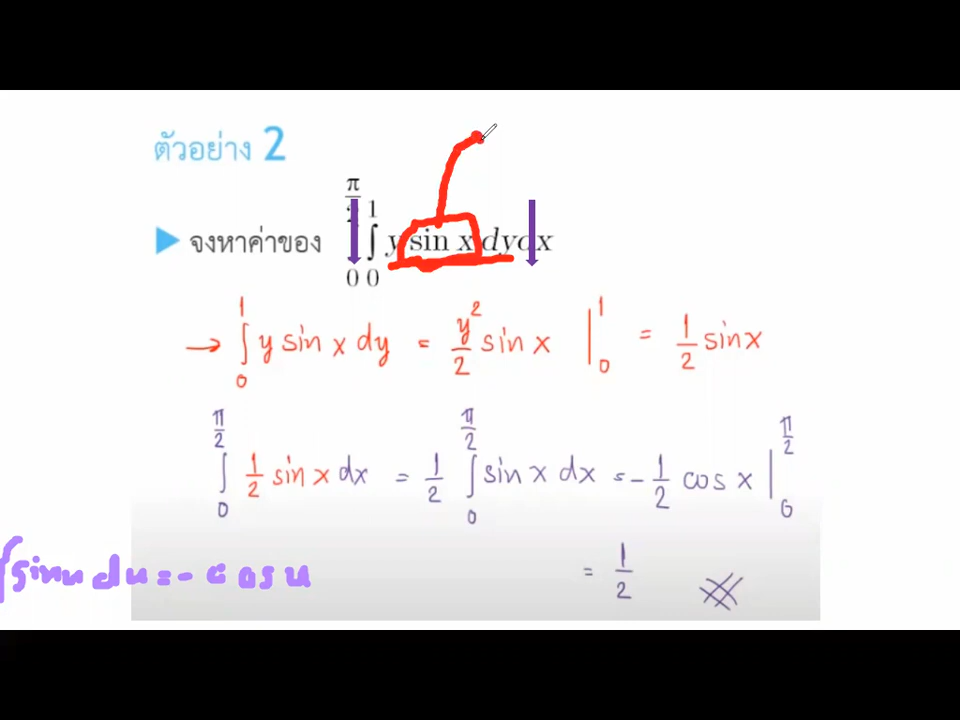 ตัวอย่าง 2
▶ จงหาค่าของ ∫₀^{π/2} ∫₀^1 y sin x dy dx
→ ∫₀^1 y sin x dy = y²/2 sin x |₀^1 = 1/2 sin x
∫₀^{π/2} 1/2 sin x dx = 1/2 ∫₀^{π/2} sin x dx = - 1/2 cos x |₀^{π/2}
= 1/2
∫sin u du = - cos u